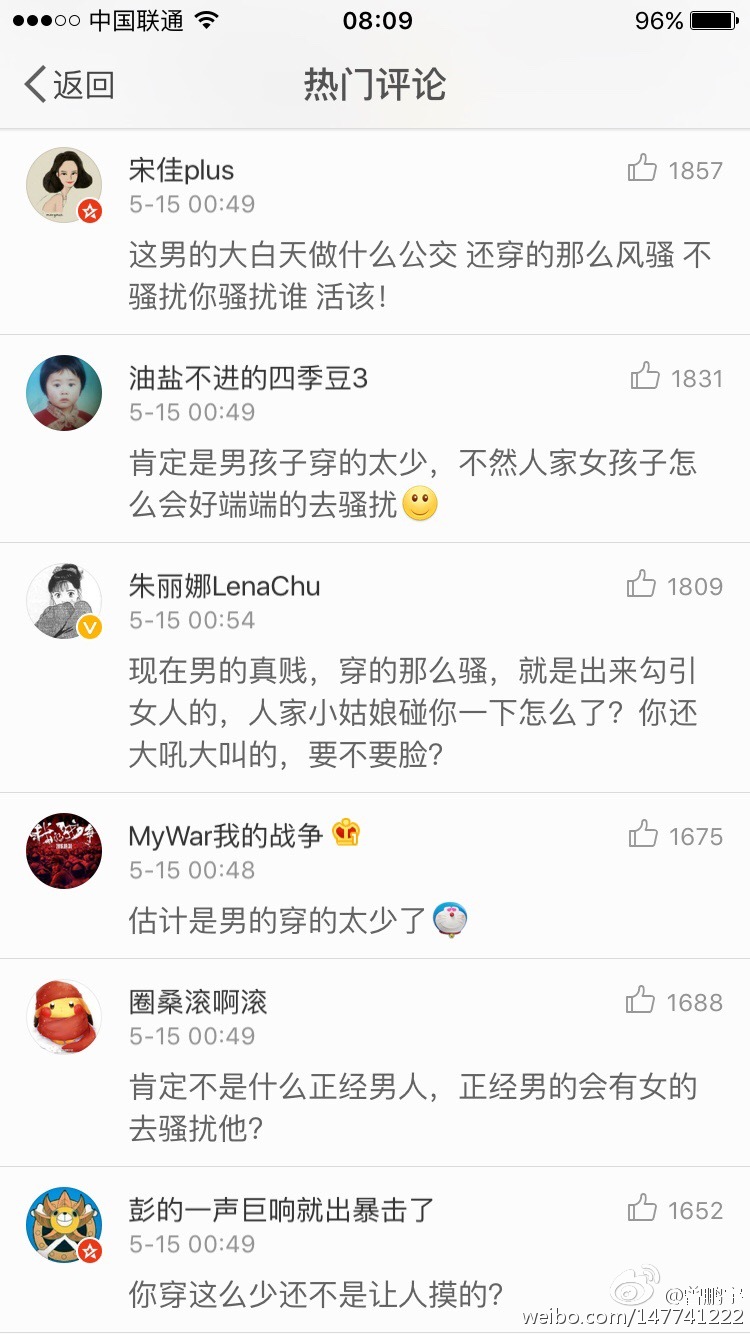 中国联通 08:09 96%
返回 热门评论
宋佳plus 1857
5-15 00:49
这男的大白天做什么公交 还穿的那么风骚 不
骚扰你骚扰谁 活该！
油盐不进的四季豆3 1831
5-15 00:49
肯定是男孩子穿的太少，不然人家女孩子怎
么会好端端的去骚扰
朱丽娜LenaChu 1809
5-15 00:54
现在男的真贱，穿的那么骚，就是出来勾引
女人的，人家小姑娘碰你一下怎么了？你还
大吼大叫的，要不要脸？
MyWar我的战争 1675
5-15 00:48
估计是男的穿的太少了
圈桑滚啊滚 1688
5-15 00:49
肯定不是什么正经男人，正经男的会有女的
去骚扰他？
彭的一声巨响就出暴击了 1652
5-15 00:49
你穿这么少还不是让人摸的？
weibo.com/147741222